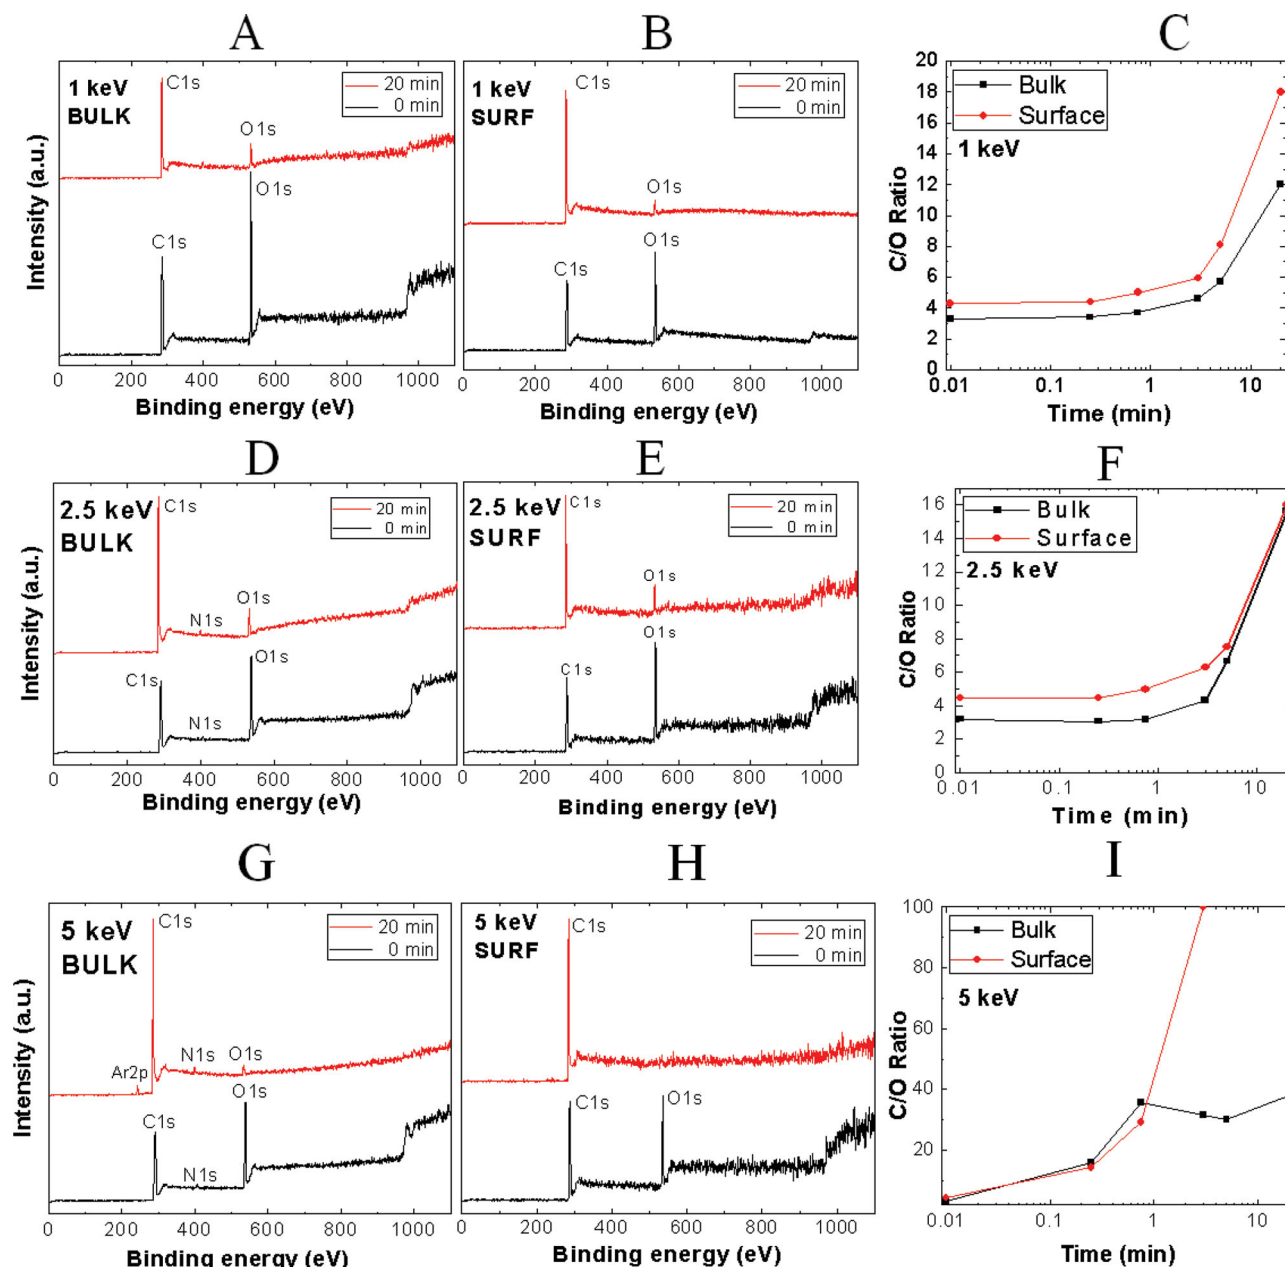 A
B
C
1 keV
BULK
20 min
0 min
C1s
O1s
O1s
C1s
Intensity (a.u.)
0 200 400 600 800 1000
Binding energy (eV)
1 keV
SURF
20 min
0 min
C1s
O1s
O1s
C1s
0 200 400 600 800 1000
Binding energy (eV)
Bulk
Surface
1 keV
C/O Ratio
20
18
16
14
12
10
8
6
4
2
0
0.01 0.1 1 10
Time (min)
D
E
F
2.5 keV
BULK
20 min
0 min
C1s
N1s
O1s
O1s
C1s
N1s
Intensity (a.u.)
0 200 400 600 800 1000
Binding energy (eV)
2.5 keV
SURF
20 min
0 min
C1s
O1s
O1s
C1s
0 200 400 600 800 1000
Binding energy (eV)
Bulk
Surface
2.5 keV
C/O Ratio
16
14
12
10
8
6
4
2
0
0.01 0.1 1 10
Time (min)
G
H
I
5 keV
BULK
20 min
0 min
C1s
Ar2p
N1s
O1s
O1s
C1s
N1s
Intensity (a.u.)
0 200 400 600 800 1000
Binding energy (eV)
5 keV
SURF
20 min
0 min
C1s
C1s
O1s
0 200 400 600 800 1000
Binding energy (eV)
Bulk
Surface
5 keV
C/O Ratio
100
80
60
40
20
0.01 0.1 1 10
Time (min)